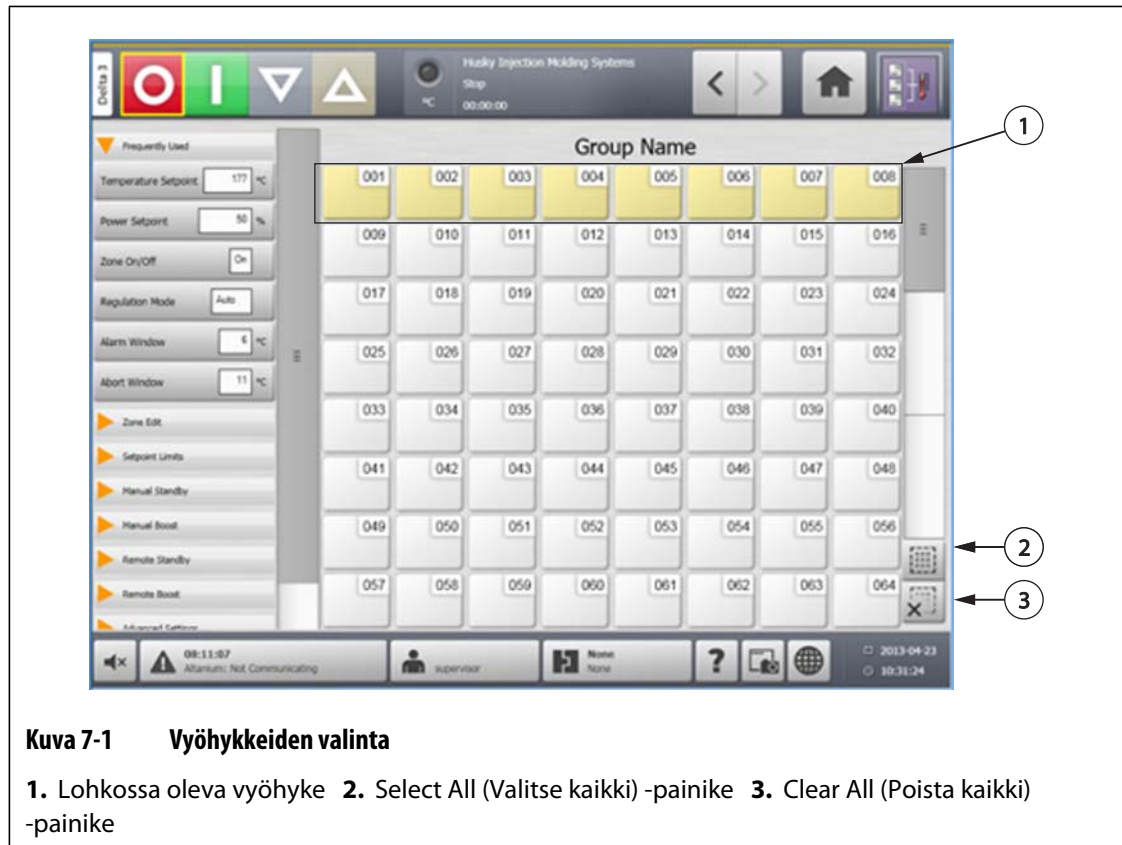 Delta 3
Husky Injection Molding Systems
Stop
°C 00:00:00
Group Name
1
Frequently Used
Temperature Setpoint 177 °C
Power Setpoint 50 %
Zone On/Off On
Regulation Mode Auto
Alarm Window 6 °C
Abort Window 11 °C
Zone Edit
Setpoint Limits
Manual Standby
Manual Boost
Remote Standby
Remote Boost
Advanced Settings
001 002 003 004 005 006 007 008
009 010 011 012 013 014 015 016
017 018 019 020 021 022 023 024
025 026 027 028 029 030 031 032
033 034 035 036 037 038 039 040
041 042 043 044 045 046 047 048
049 050 051 052 053 054 055 056
057 058 059 060 061 062 063 064
2
3
08:11:07
Altanium: Not Communicating
supervisor
None
None
?
2013-04-23
10:31:24
Kuva 7-1 Vyöhykkeiden valinta
1. Lohkossa oleva vyöhyke 2. Select All (Valitse kaikki) -painike 3. Clear All (Poista kaikki)
-painike